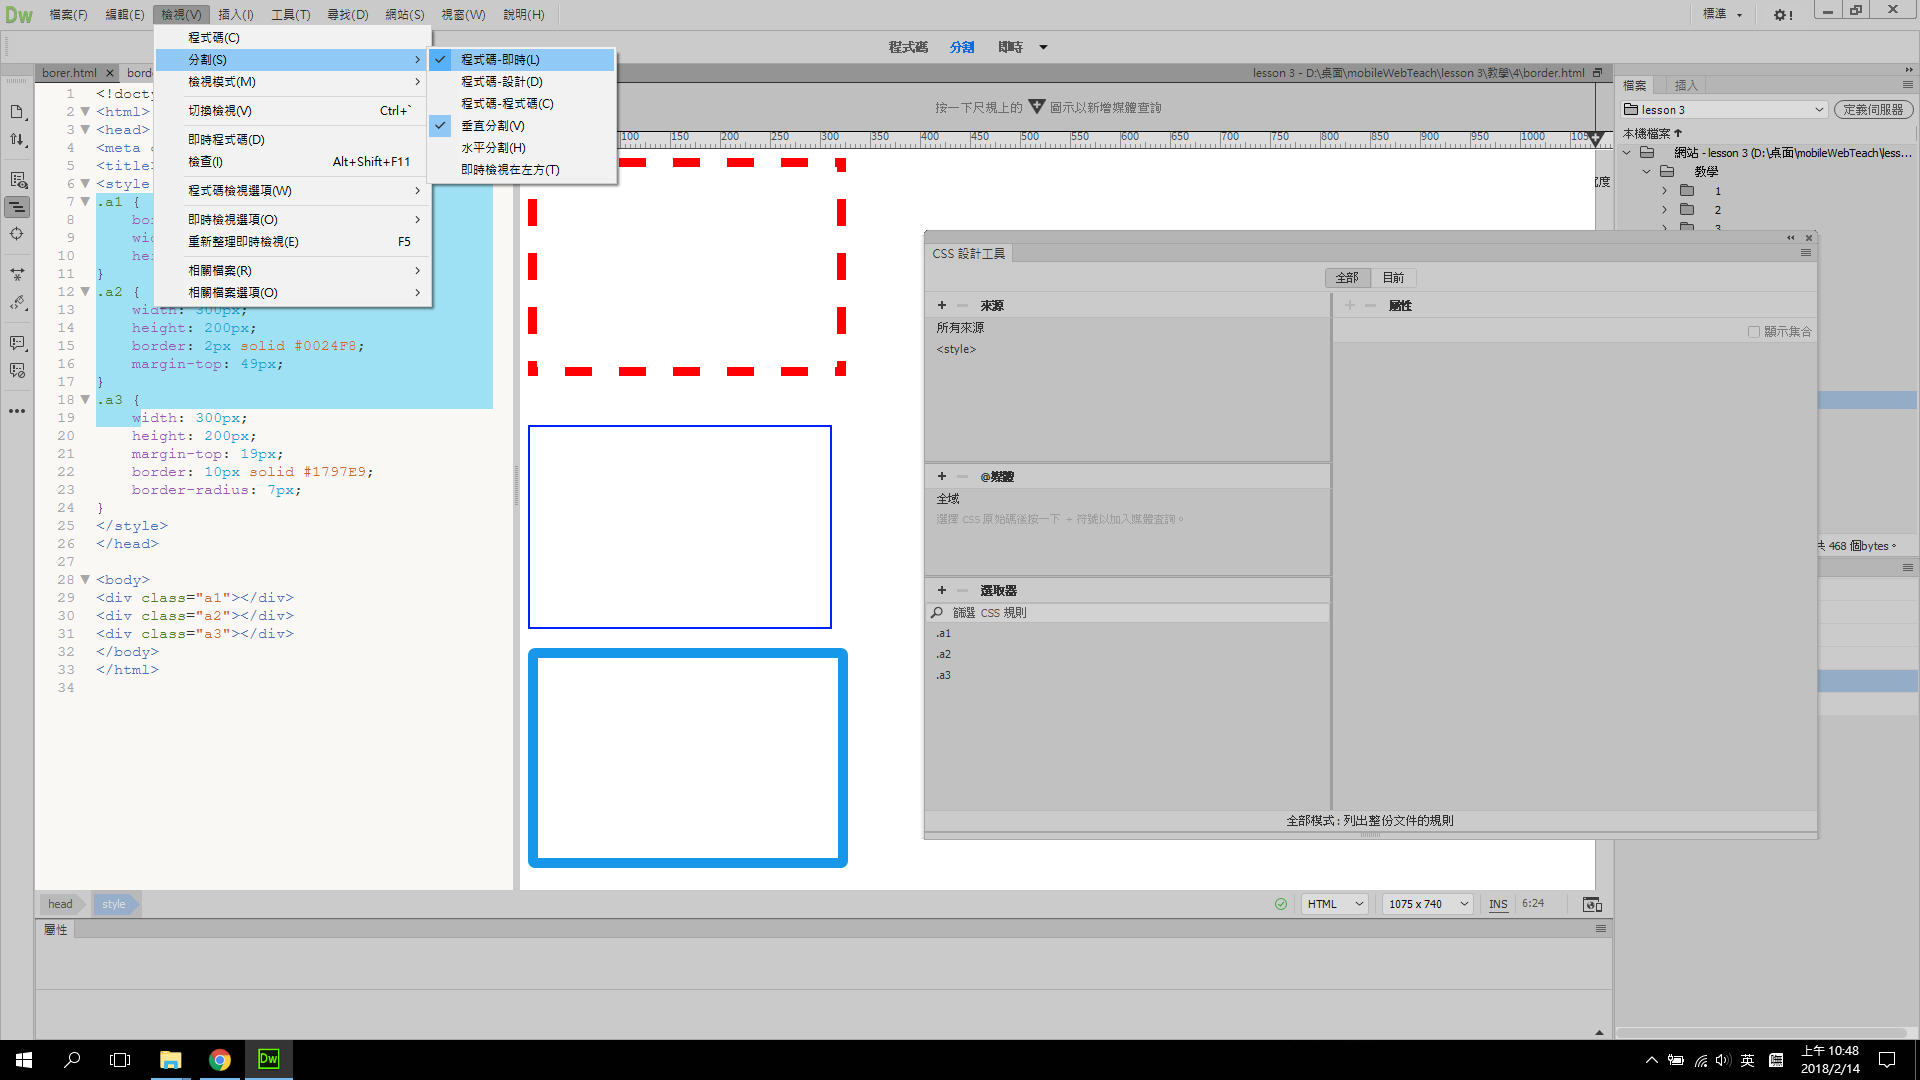 Dw 檔案(F) 編輯(E) 檢視(V) 插入(I) 工具(T) 尋找(D) 網站(S) 視窗(W) 說明(H) 標準
程式碼 分割 即時
程式碼(C)
分割(S)
檢視模式(M)
切換檢視(V) Ctrl+`
即時程式碼(D)
檢查(I) Alt+Shift+F11
程式碼檢視選項(W)
即時檢視選項(O)
重新整理即時檢視(E) F5
相關檔案(R)
相關檔案選項(O)
程式碼-即時(L)
程式碼-設計(D)
程式碼-程式碼(C)
垂直分割(V)
水平分割(H)
即時檢視在左方(T)
borer.html
lesson 3 - D:\桌面\mobileWebTeach\lesson 3\教學\4\border.html
按一下尺規上的 圖示以新增媒體查詢
100 150 200 250 300 350 400 450 500 550 600 650 700 750 800 850 900 950 1000
1 <!docty
2 <html>
3 <head>
4 <meta
5 <title>
6 <style
7 .a1 {
8
9
10
11 }
12 .a2 {
13 width: 300px;
14 height: 200px;
15 border: 2px solid #0024F8;
16 margin-top: 49px;
17 }
18 .a3 {
19 width: 300px;
20 height: 200px;
21 margin-top: 19px;
22 border: 10px solid #1797E9;
23 border-radius: 7px;
24 }
25 </style>
26 </head>
27
28 <body>
29 <div class="a1"></div>
30 <div class="a2"></div>
31 <div class="a3"></div>
32 </body>
33 </html>
34
檔案 插入
lesson 3 定義伺服器
本機檔案
網站 - lesson 3 (D:\桌面\mobileWebTeach\less...
教學
1
2
3
共 468 個bytes。
CSS 設計工具
全部 目前
來源
所有來源
<style>
@媒體
全域
選擇 CSS 原始碼後按一下 + 符號以加入媒體查詢。
選取器
篩選 CSS 規則
.a1
.a2
.a3
屬性
顯示集合
全部模式 : 列出整份文件的規則
head style
HTML 1075 x 740 INS 6:24
屬性
Dw
英
上午 10:48
2018/2/14